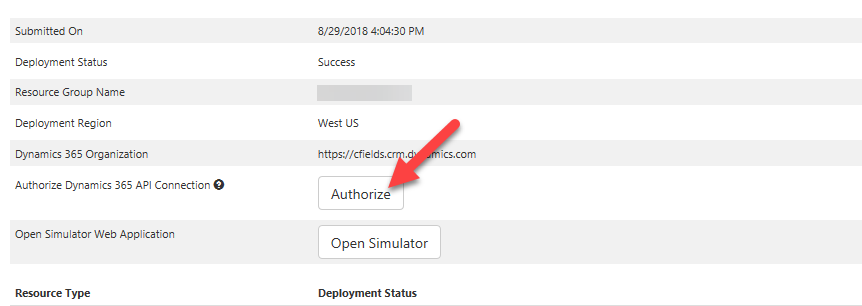 Submitted On 8/29/2018 4:04:30 PM
Deployment Status Success
Resource Group Name
Deployment Region West US
Dynamics 365 Organization https://cfields.crm.dynamics.com
Authorize Dynamics 365 API Connection ? Authorize
Open Simulator Web Application Open Simulator
Resource Type Deployment Status